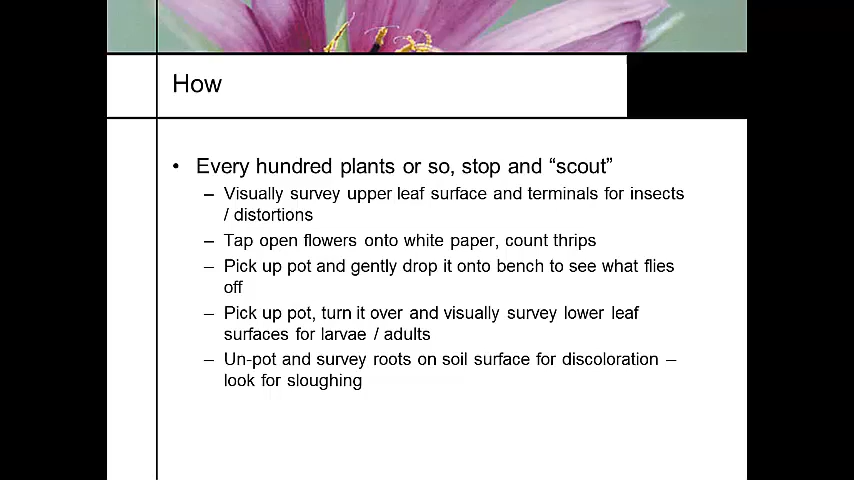 How
• Every hundred plants or so, stop and “scout”
– Visually survey upper leaf surface and terminals for insects
/ distortions
– Tap open flowers onto white paper, count thrips
– Pick up pot and gently drop it onto bench to see what flies
off
– Pick up pot, turn it over and visually survey lower leaf
surfaces for larvae / adults
– Un-pot and survey roots on soil surface for discoloration –
look for sloughing